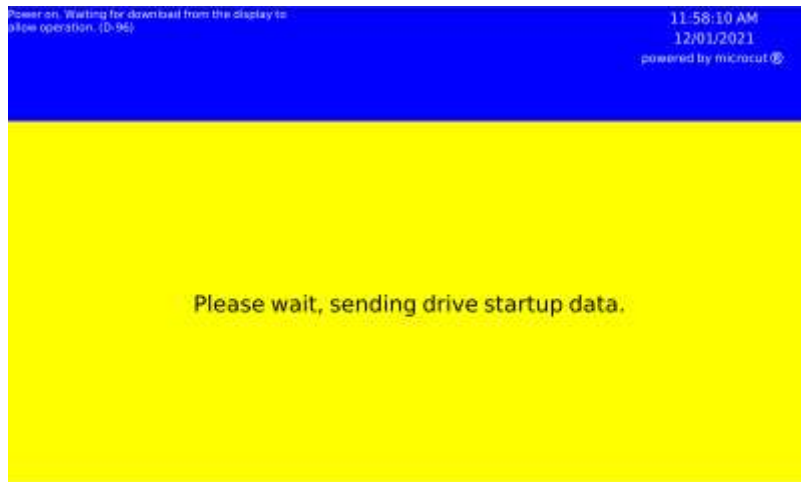 Power on. Waiting for download from the display to
allow operation. (D-96)
11:58:10 AM
12/01/2021
powered by microcut ®
Please wait, sending drive startup data.